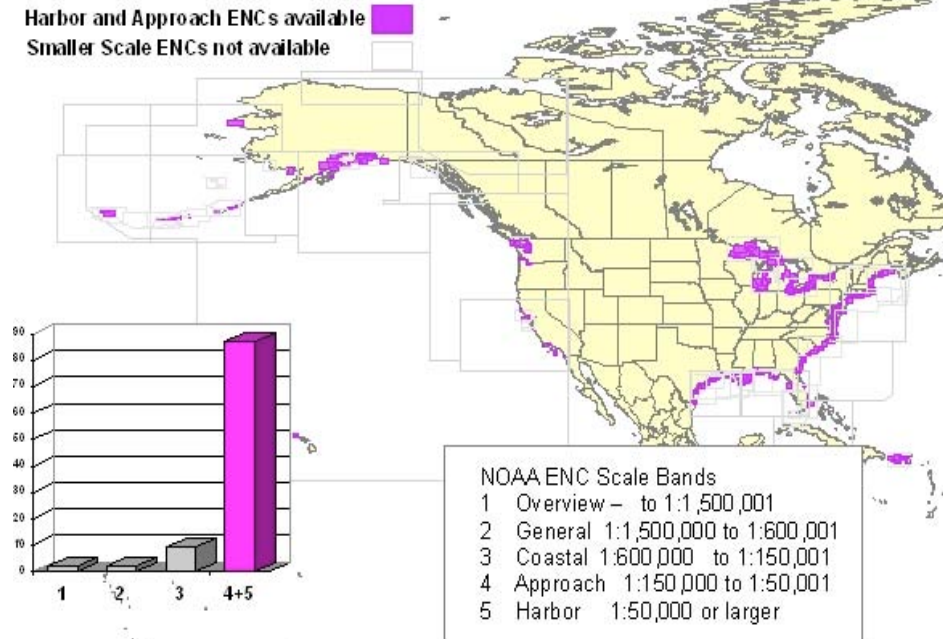 Harbor and Approach ENCs available
Smaller Scale ENCs not available
90
80
70
60
50
40
30
20
10
0
1 2 3 4+5
NOAA ENC Scale Bands
1 Overview – to 1:1,500,001
2 General 1:1,500,000 to 1:600,001
3 Coastal 1:600,000 to 1:150,001
4 Approach 1:150,000 to 1:50,001
5 Harbor 1:50,000 or larger